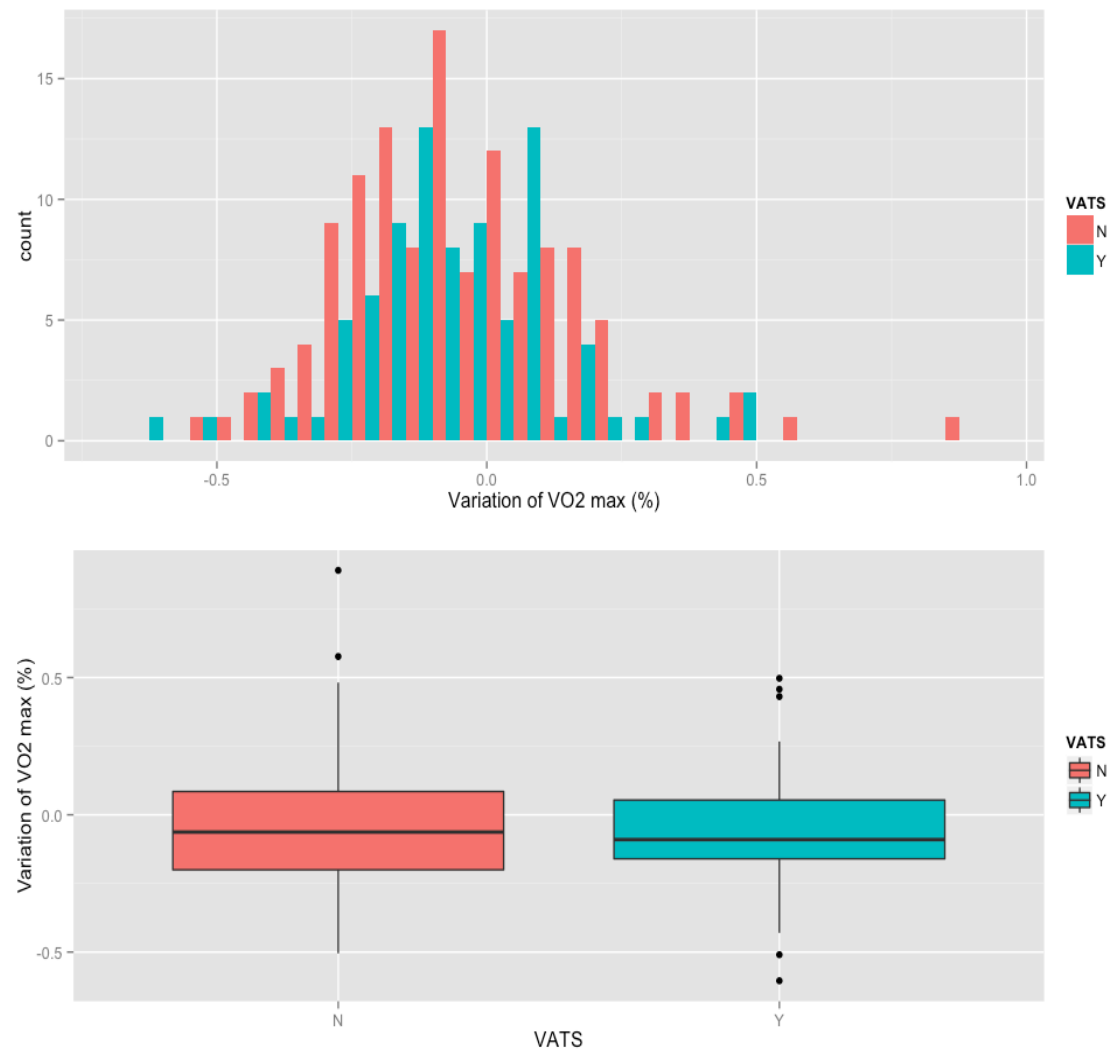 15
10
5
0
count
-0.5
0.0
0.5
1.0
Variation of VO2 max (%)
VATS
N
Y
0.5
0.0
-0.5
Variation of VO2 max (%)
N
Y
VATS
VATS
N
Y